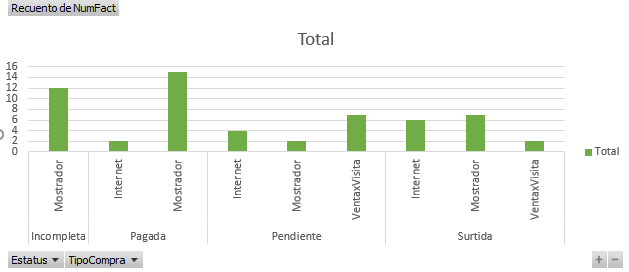 Recuento de NumFact
Total
16
14
12
10
8
6
4
2
0
Mostrador
Internet
Mostrador
Internet
Mostrador
VentaxVisita
Internet
Mostrador
VentaxVisita
Incompleta
Pagada
Pendiente
Surtida
Total
Estatus
TipoCompra
+ −